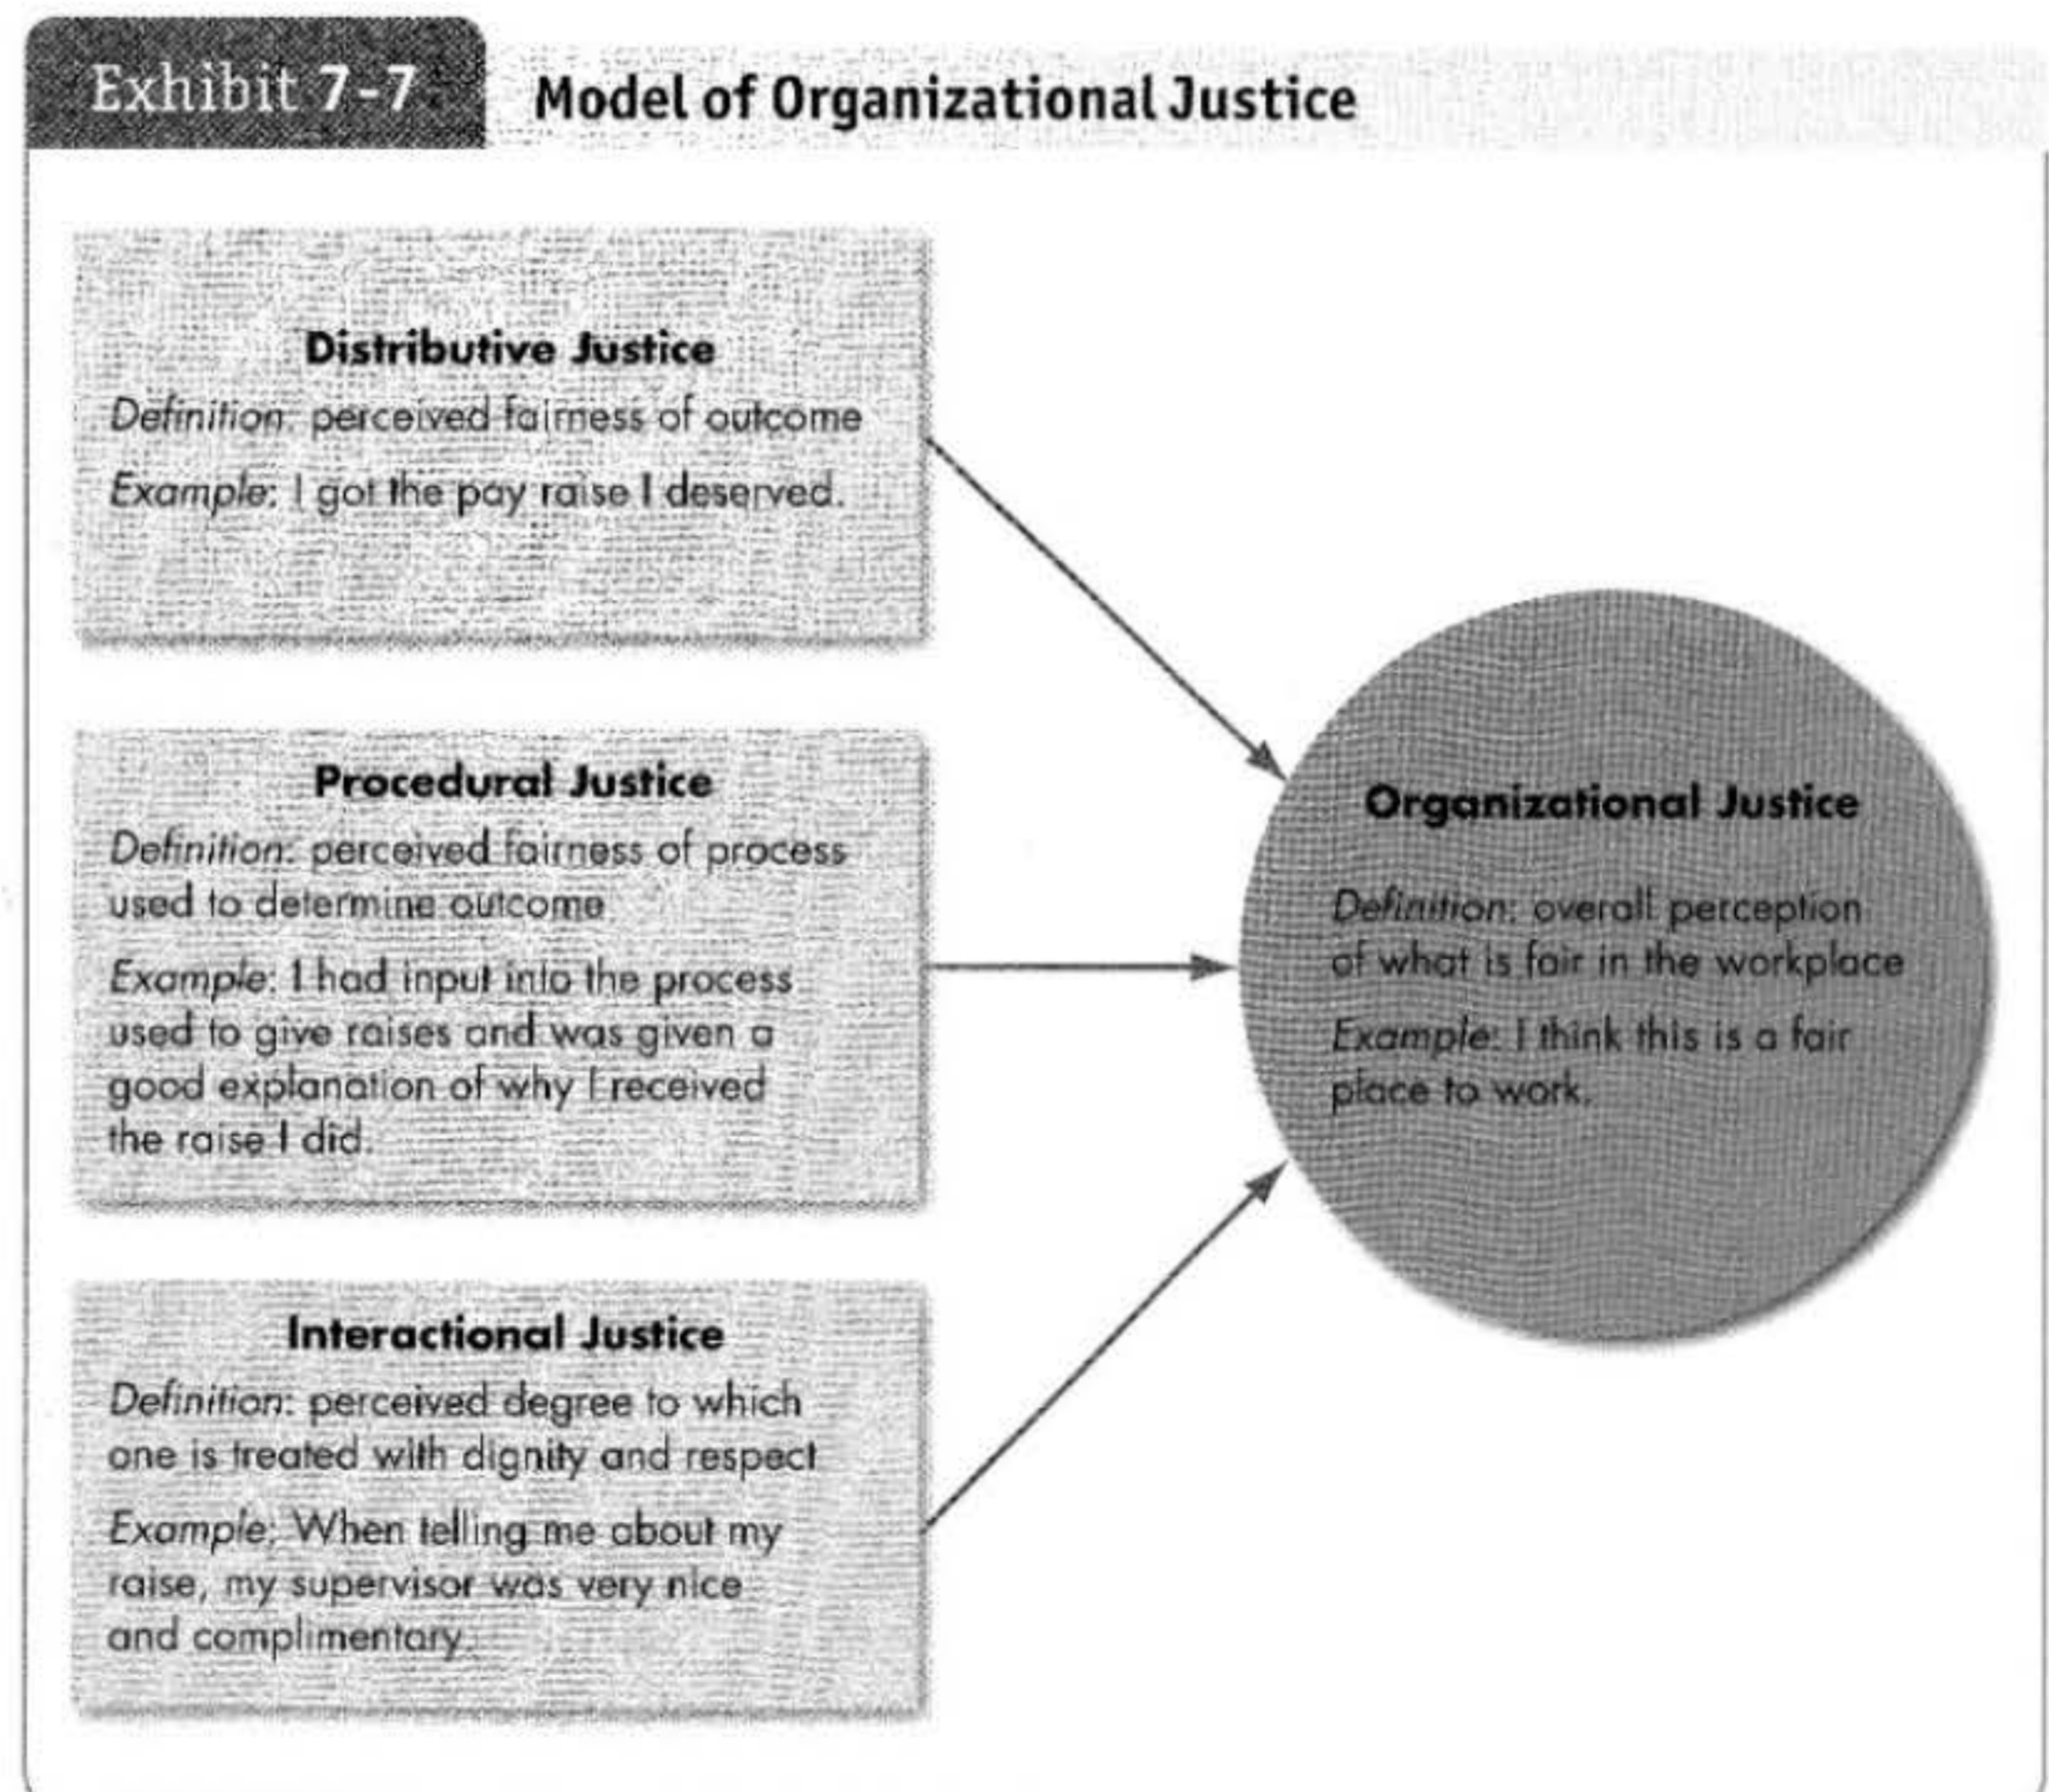 Exhibit 7-7
Model of Organizational Justice
Distributive Justice
Definition: perceived fairness of outcome
Example: I got the pay raise I deserved.
Procedural Justice
Definition: perceived fairness of process
used to determine outcome
Example: I had input into the process
used to give raises and was given a
good explanation of why I received
the raise I did.
Interactional Justice
Definition: perceived degree to which
one is treated with dignity and respect
Example: When telling me about my
raise, my supervisor was very nice
and complimentary.
Organizational Justice
Definition: overall perception
of what is fair in the workplace
Example: I think this is a fair
place to work.